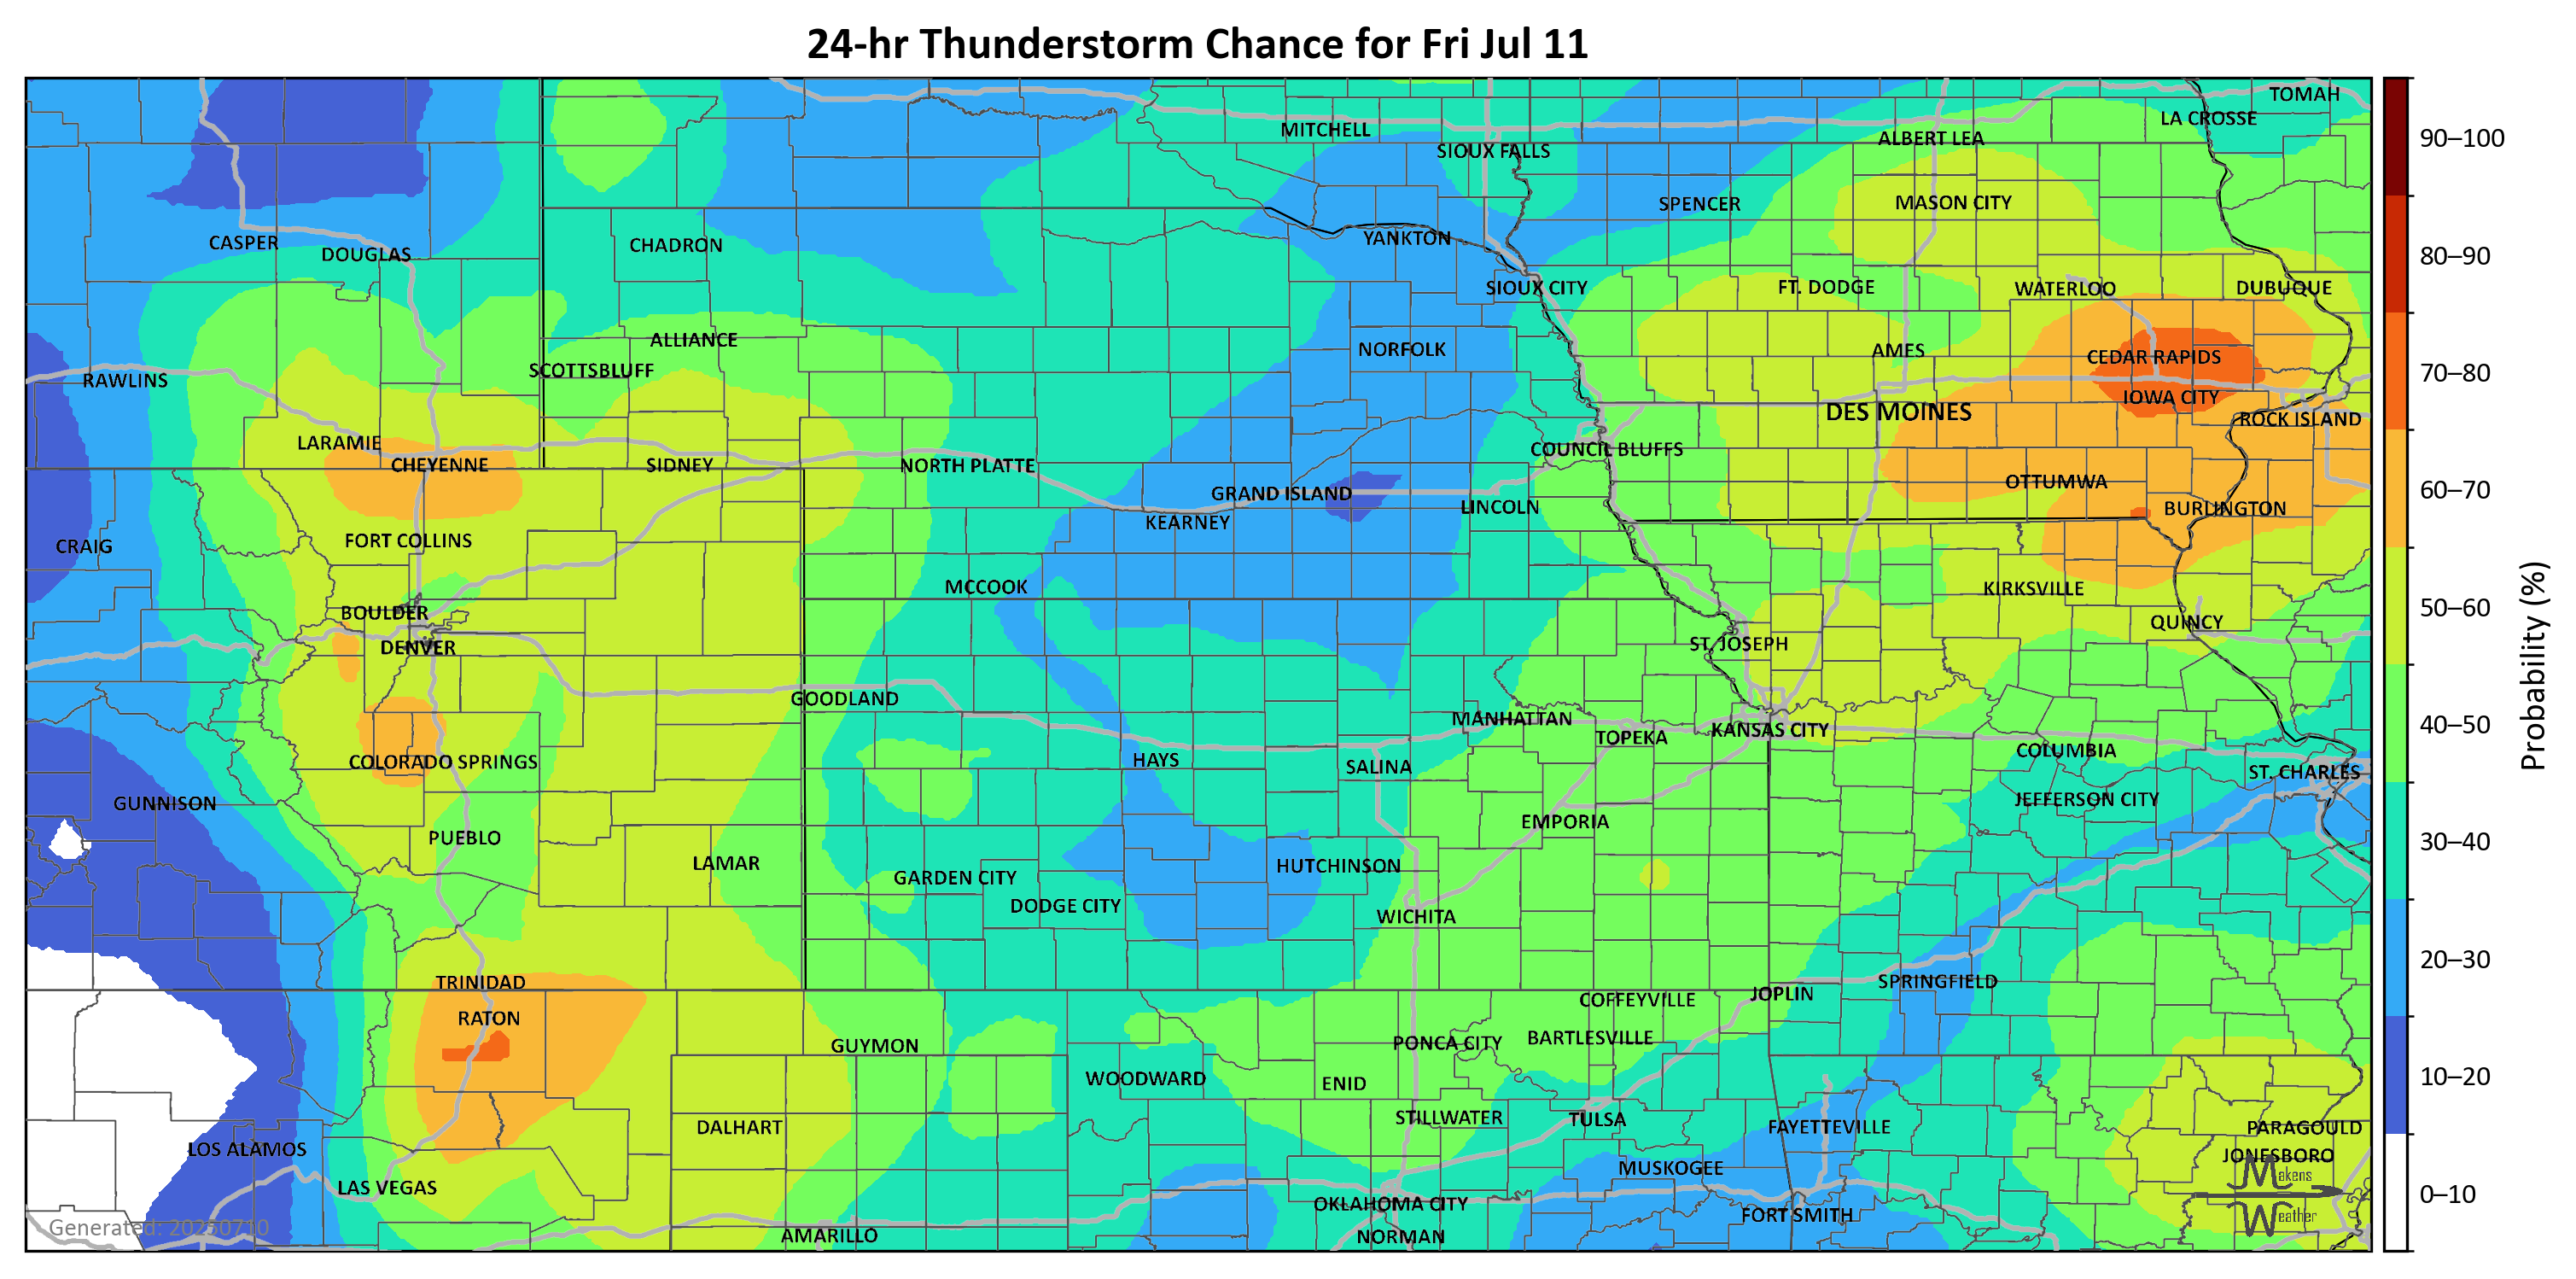 24-hr Thunderstorm Chance for Fri Jul 11
TOMAH
LA CROSSE
MITCHELL
ALBERT LEA
SIOUX FALLS
SPENCER
MASON CITY
YANKTON
CASPER
CHADRON
DOUGLAS
SIOUX CITY
FT. DODGE
WATERLOO
DUBUQUE
ALLIANCE
NORFOLK
AMES
CEDAR RAPIDS
SCOTTSBLUFF
RAWLINS
IOWA CITY
DES MOINES
ROCK ISLAND
LARAMIE
COUNCIL BLUFFS
CHEYENNE
SIDNEY
NORTH PLATTE
OTTUMWA
GRAND ISLAND
LINCOLN
BURLINGTON
KEARNEY
CRAIG
FORT COLLINS
MCCOOK
KIRKSVILLE
BOULDER
QUINCY
DENVER
ST. JOSEPH
GOODLAND
MANHATTAN
KANSAS CITY
TOPEKA
COLUMBIA
COLORADO SPRINGS
HAYS
SALINA
ST. CHARLES
GUNNISON
JEFFERSON CITY
EMPORIA
PUEBLO
LAMAR
HUTCHINSON
GARDEN CITY
DODGE CITY
WICHITA
TRINIDAD
SPRINGFIELD
JOPLIN
COFFEYVILLE
RATON
BARTLESVILLE
PONCA CITY
GUYMON
WOODWARD
ENID
STILLWATER
TULSA
DALHART
FAYETTEVILLE
PARAGOULD
LOS ALAMOS
JONESBORO
MUSKOGEE
LAS VEGAS
OKLAHOMA CITY
FORT SMITH
AMARILLO
NORMAN
Generated: 20250710
Makens
Weather
90–100
80–90
70–80
60–70
50–60
40–50
30–40
20–30
10–20
0–10
Probability (%)